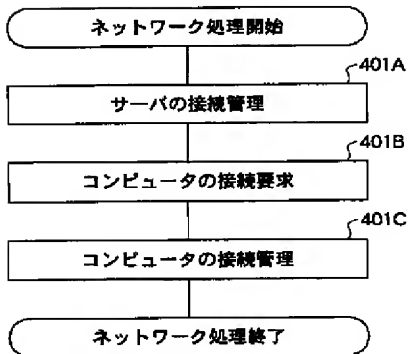 ネットワーク処理開始
401A
サーバの接続管理
401B
コンピュータの接続要求
401C
コンピュータの接続管理
ネットワーク処理終了